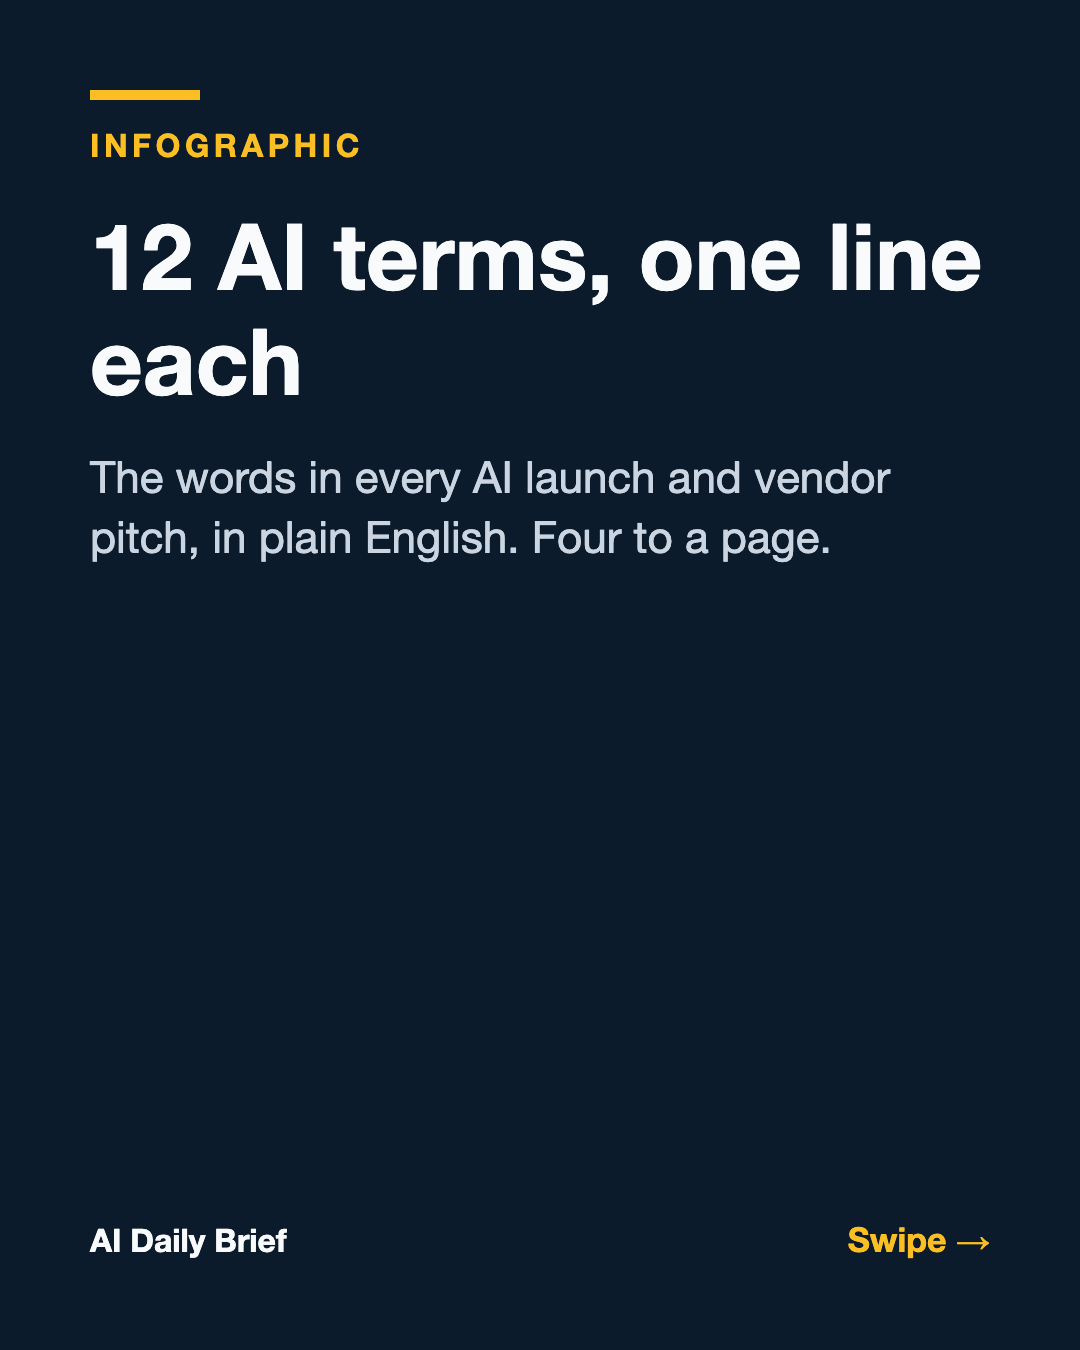 INFOGRAPHIC
12 AI terms, one line
each
The words in every AI launch and vendor
pitch, in plain English. Four to a page.
AI Daily Brief
Swipe →